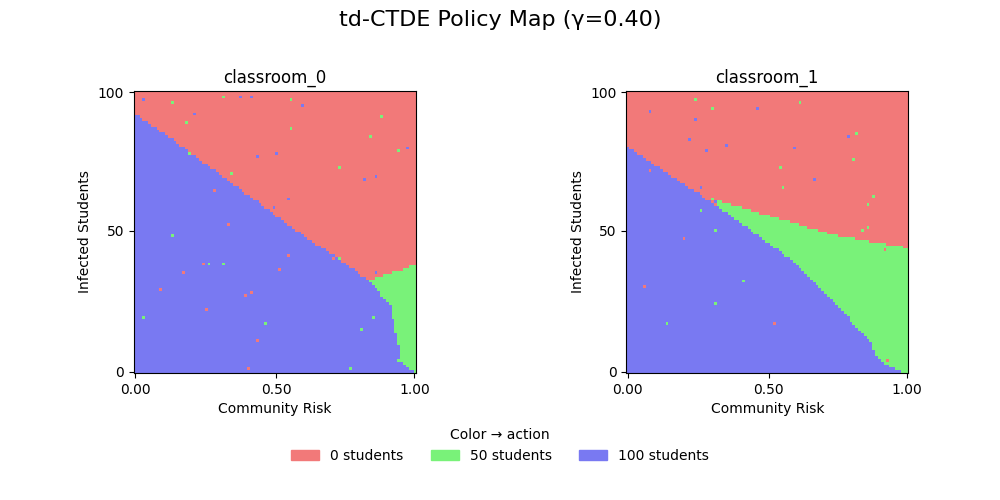 td-CTDE Policy Map (γ=0.40)
classroom_0
classroom_1
100
50
0
Infected Students
0.00 0.50 1.00
Community Risk
100
50
0
Infected Students
0.00 0.50 1.00
Community Risk
Color → action
0 students 50 students 100 students